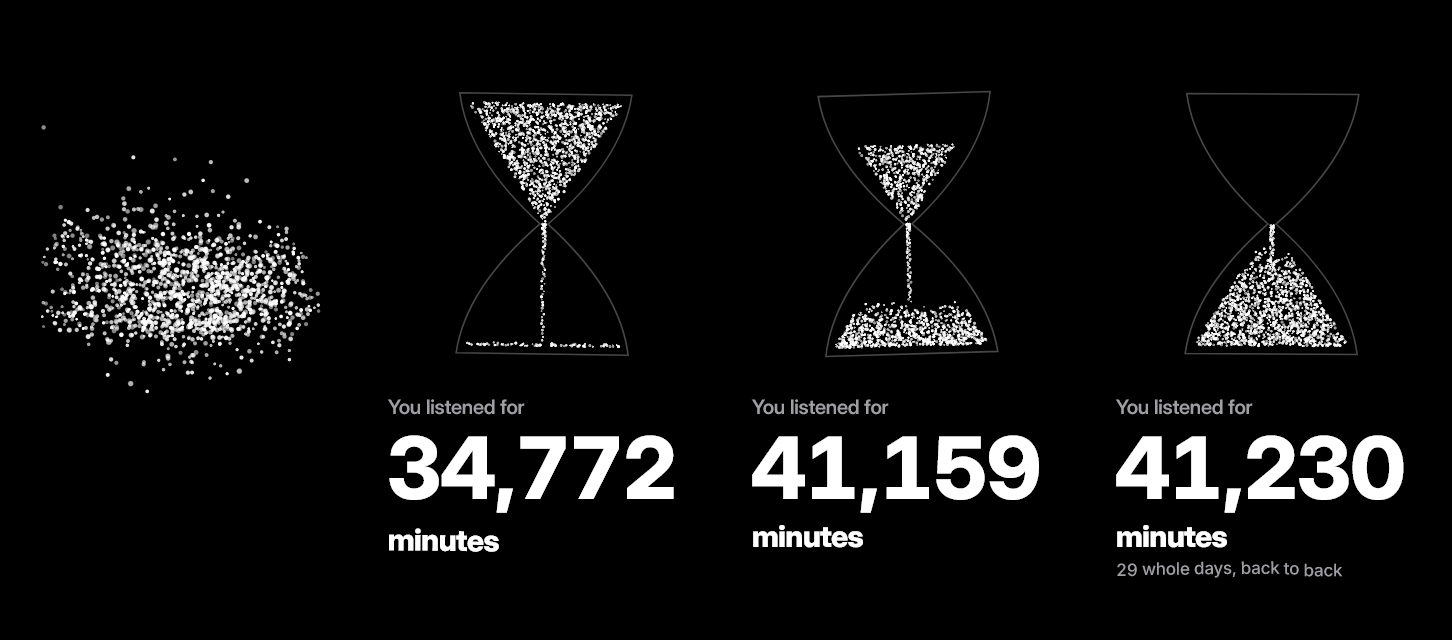 You listened for
34,772
minutes
You listened for
41,159
minutes
You listened for
41,230
minutes
29 whole days, back to back